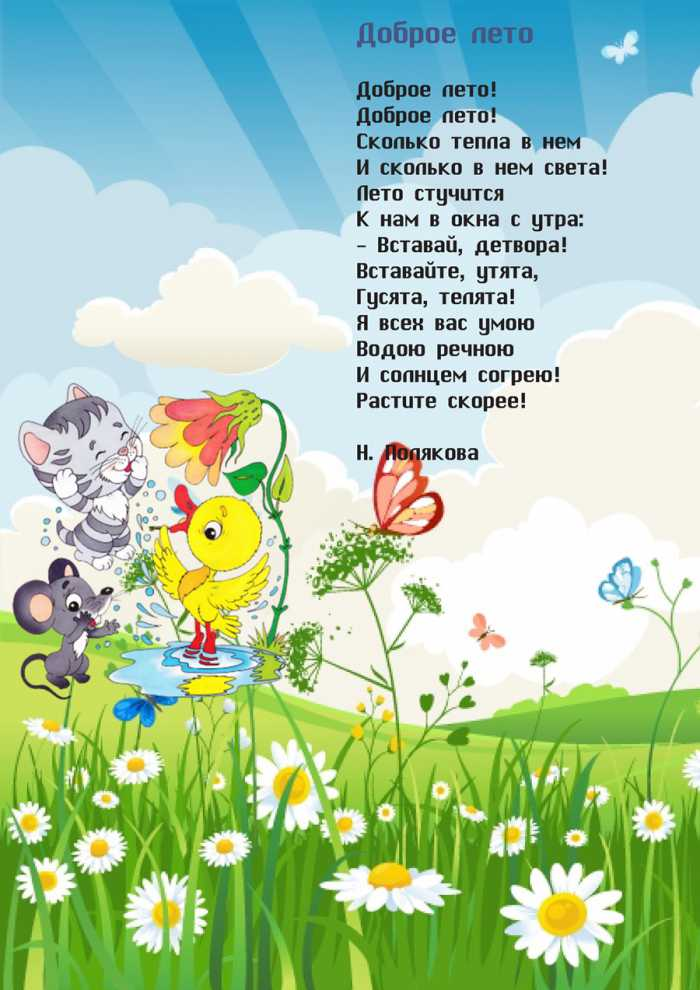 Доброе лето
Доброе лето!
Доброе лето!
Сколько тепла в нем
И сколько в нем света!
Лето стучится
К нам в окна с утра:
- Вставай, детвора!
Вставайте, утята,
Гусята, телята!
Я всех вас умою
Водою речною
И солнцем согрею!
Растите скорее!
Н. Полякова